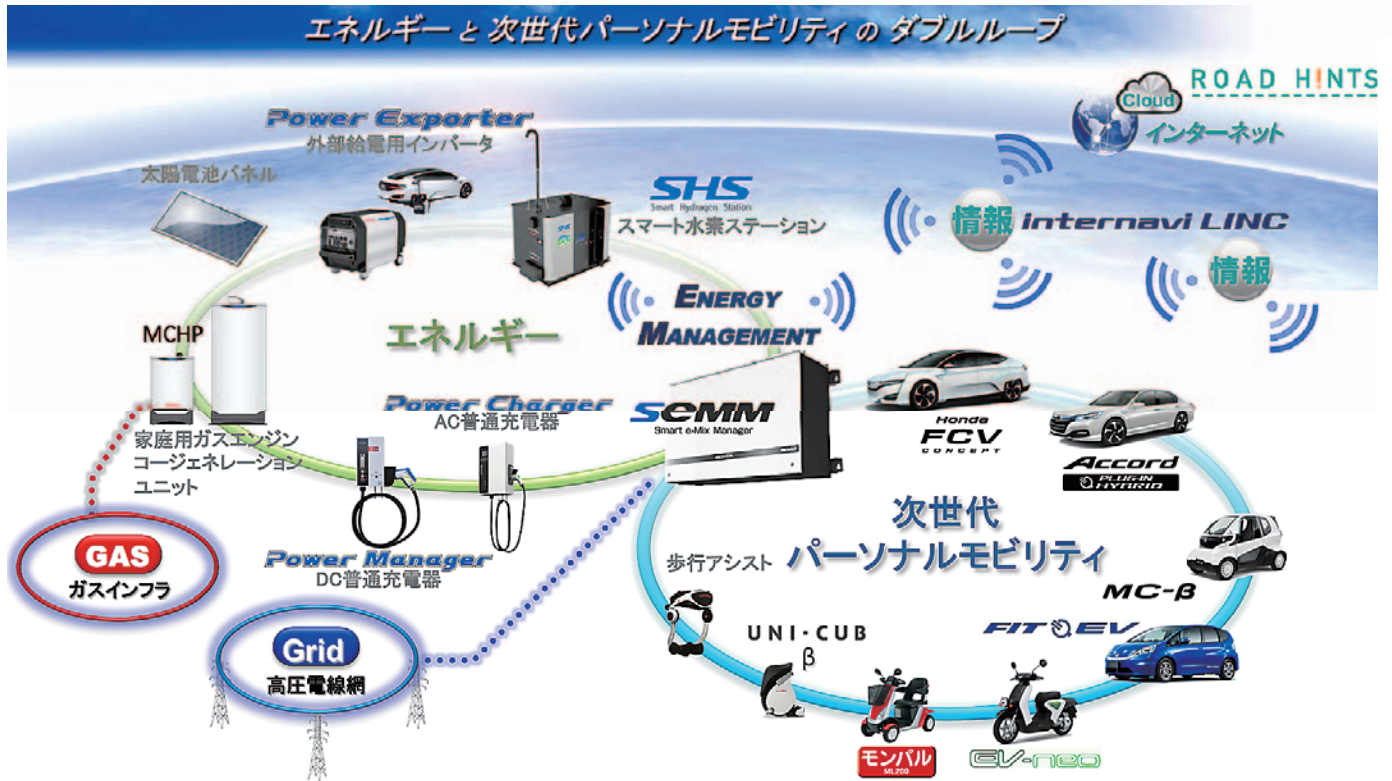 エネルギー と 次世代パーソナルモビリティ の ダブルループ
ROAD H!NTS
Cloud
インターネット
Power Exporter
外部給電用インバータ
太陽電池パネル
SHS
Smart Hydrogen Station
スマート水素ステーション
SHS
情報
internavi LINC
情報
ENERGY
MANAGEMENT
MCHP
エネルギー
Power Charger
AC普通充電器
SeMM
Smart e-Mix Manager
Honda
FCV
CONCEPT
Accord
PLUG-IN
HYBRID
家庭用ガスエンジン
コージェネレーション
ユニット
GAS
ガスインフラ
Power Manager
DC普通充電器
次世代
パーソナルモビリティ
歩行アシスト
MC-β
UNI-CUB
β
FIT EV
Grid
高圧電線網
モンパル
ML200
EV-neo